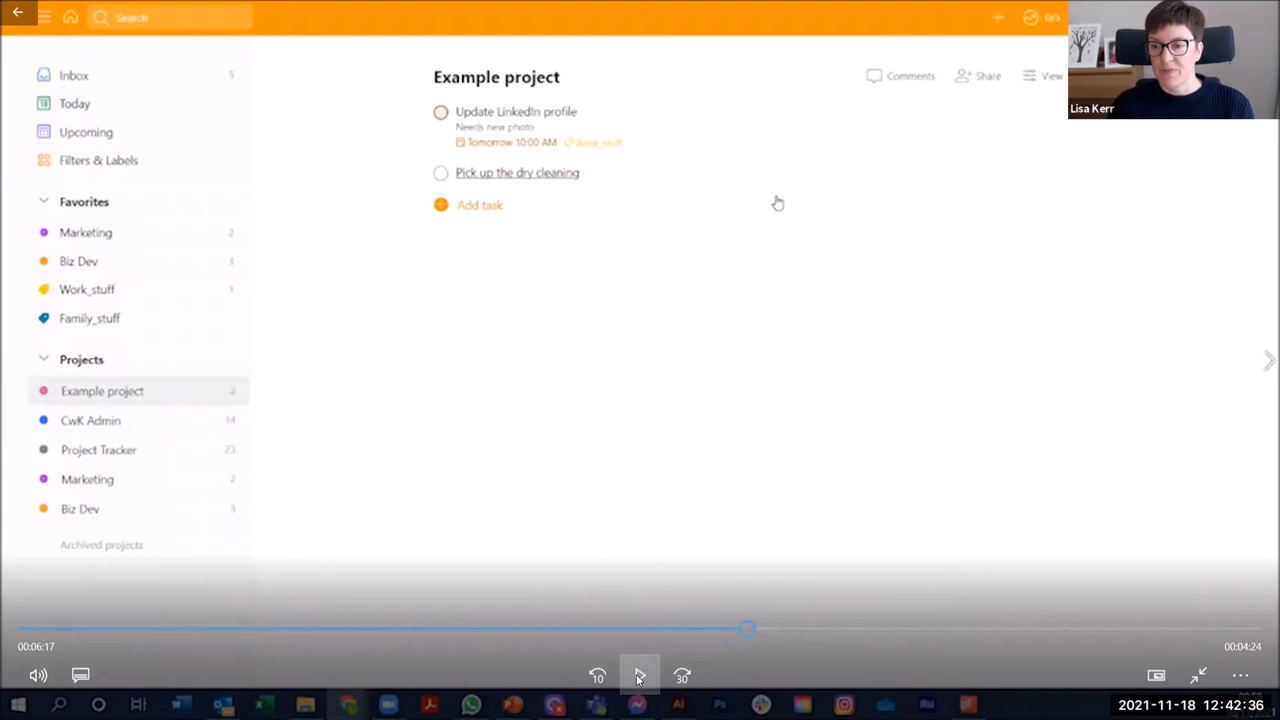 Search
0/5
Lisa Kerr
Inbox 5
Today
Upcoming
Filters & Labels
Favorites
Marketing 2
Biz Dev 3
Work_stuff 1
Family_stuff
Projects
Example project 2
CwK Admin 14
Project Tracker 23
Marketing 2
Biz Dev 3
Archived projects
Example project
Comments
Share
View
Update LinkedIn profile
Needs new photo
Tomorrow 10:00 AM Work_stuff
Pick up the dry cleaning
Add task
00:06:17
00:04:24
10
30
2021-11-18 12:42:36